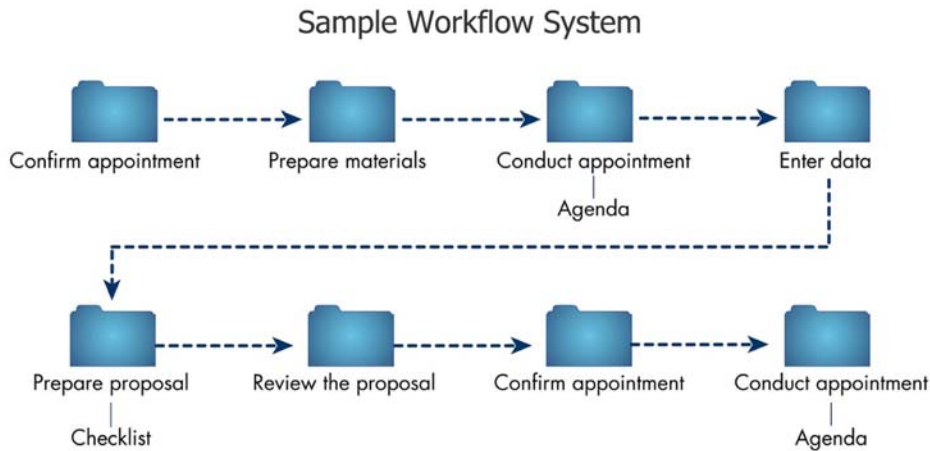 Sample Workflow System
Confirm appointment
Prepare materials
Conduct appointment
Enter data
Agenda
Prepare proposal
Review the proposal
Confirm appointment
Conduct appointment
Checklist
Agenda